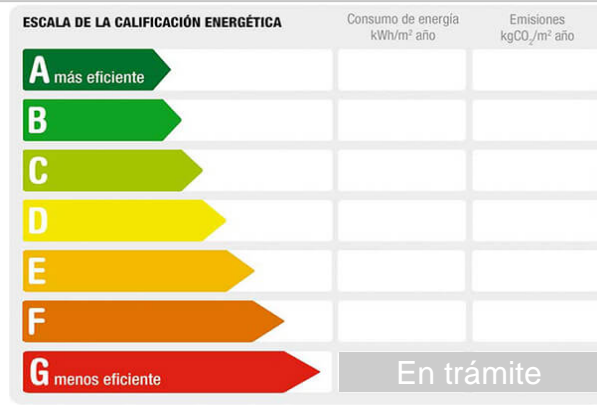 ESCALA DE LA CALIFICACIÓN ENERGÉTICA
Consumo de energía
kWh/m² año
Emisiones
kgCO₂/m² año
A más eficiente
B
C
D
E
F
G menos eficiente
En trámite